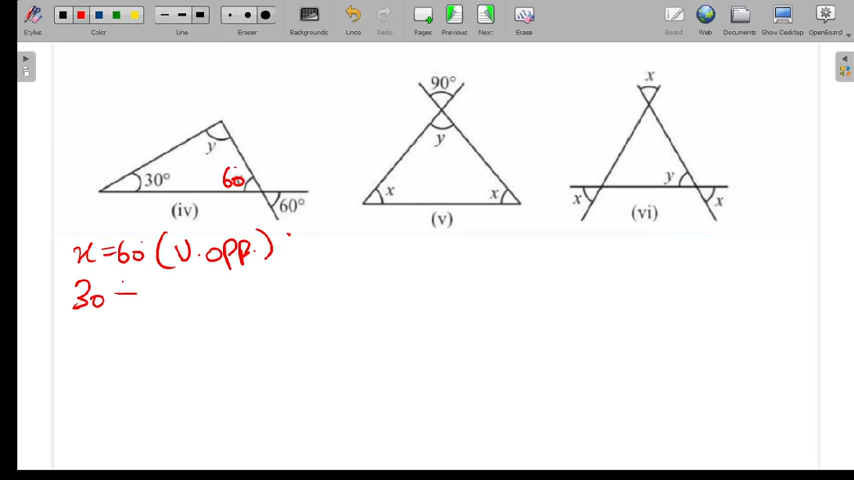 Stylus
Color
Line
Eraser
Backgrounds
Undo
Redo
Pages
Previous
Next
Erase
Board
Web
Documents
Show Desktop
OpenBoard
30°
y
60
60°
(iv)
90°
y
x
x
(v)
x
y
x
x
(vi)
x=60 (V.opp.)
30 +